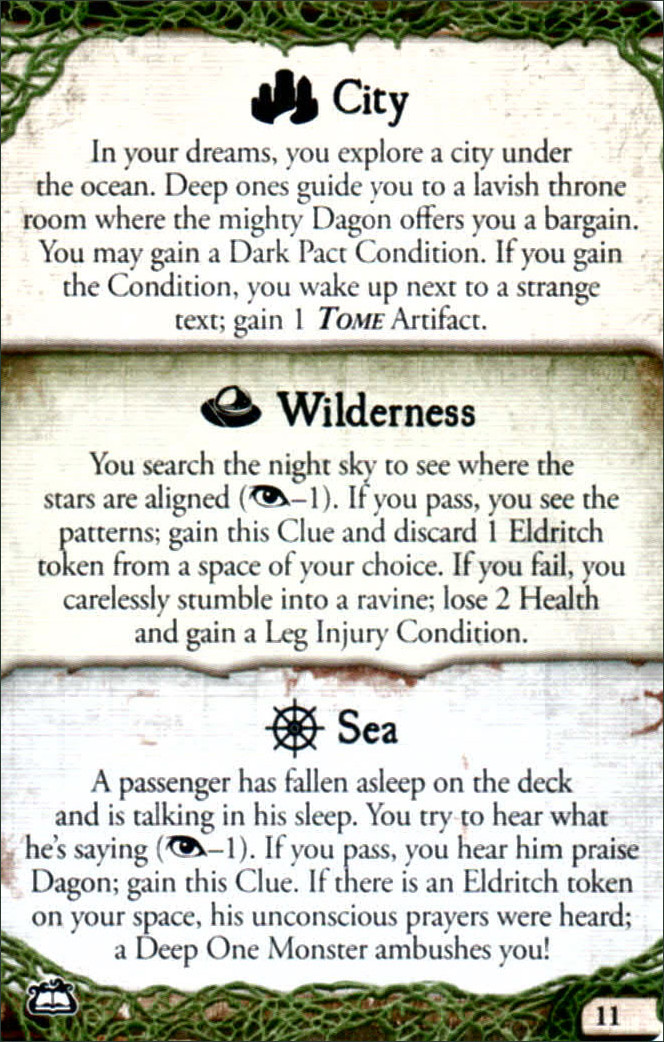 City
In your dreams, you explore a city under
the ocean. Deep ones guide you to a lavish throne
room where the mighty Dagon offers you a bargain.
You may gain a Dark Pact Condition. If you gain
the Condition, you wake up next to a strange
text; gain 1 TOME Artifact.
Wilderness
You search the night sky to see where the
stars are aligned (–1). If you pass, you see the
patterns; gain this Clue and discard 1 Eldritch
token from a space of your choice. If you fail, you
carelessly stumble into a ravine; lose 2 Health
and gain a Leg Injury Condition.
Sea
A passenger has fallen asleep on the deck
and is talking in his sleep. You try to hear what
he's saying (–1). If you pass, you hear him praise
Dagon; gain this Clue. If there is an Eldritch token
on your space, his unconscious prayers were heard;
a Deep One Monster ambushes you!
11